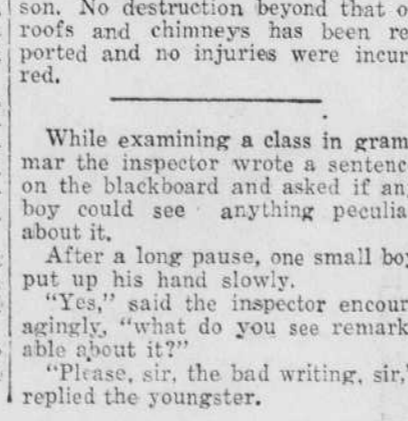 son. No destruction beyond that o
roofs and chimneys has been re
ported and no injuries were incur
red.
While examining a class in gram
mar the inspector wrote a sentenc
on the blackboard and asked if an
boy could see anything peculia
about it.
After a long pause, one small boy
put up his hand slowly.
"Yes," said the inspector encour
agingly, "what do you see remark
able about it?"
"Please, sir, the bad writing, sir,"
replied the youngster.